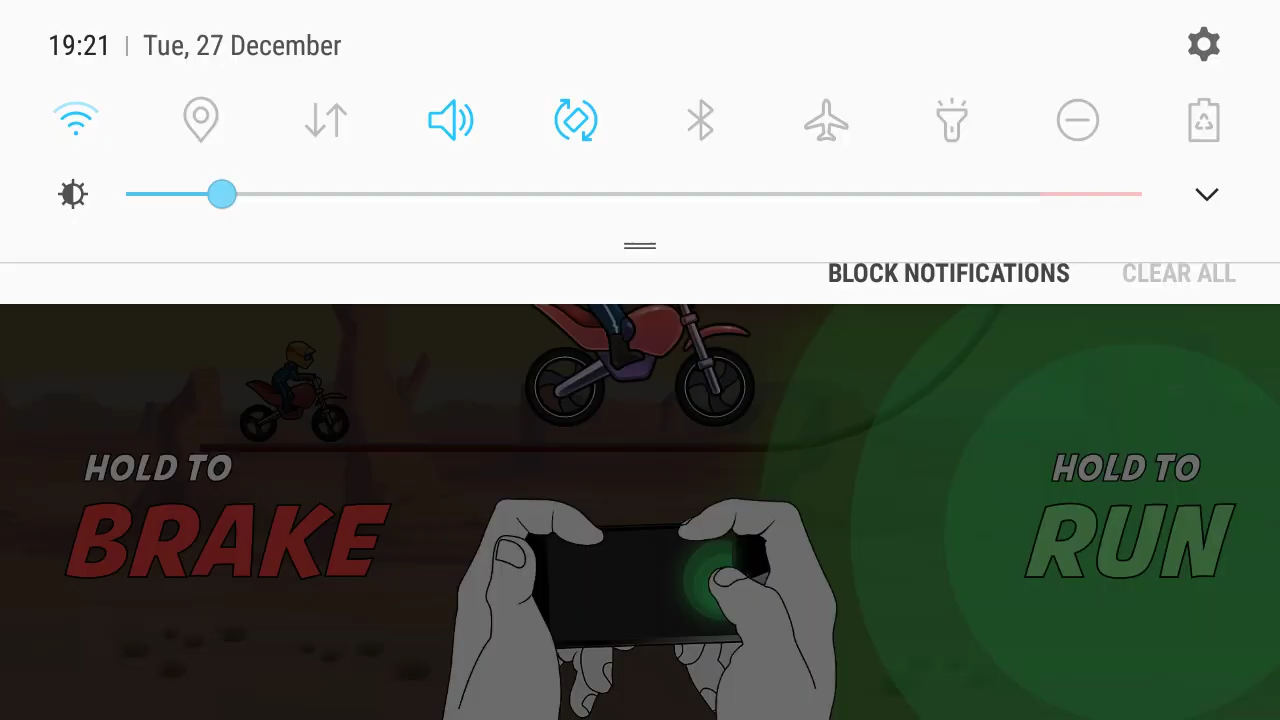 19:21 | Tue, 27 December
BLOCK NOTIFICATIONS CLEAR ALL
HOLD TO
BRAKE
HOLD TO
RUN